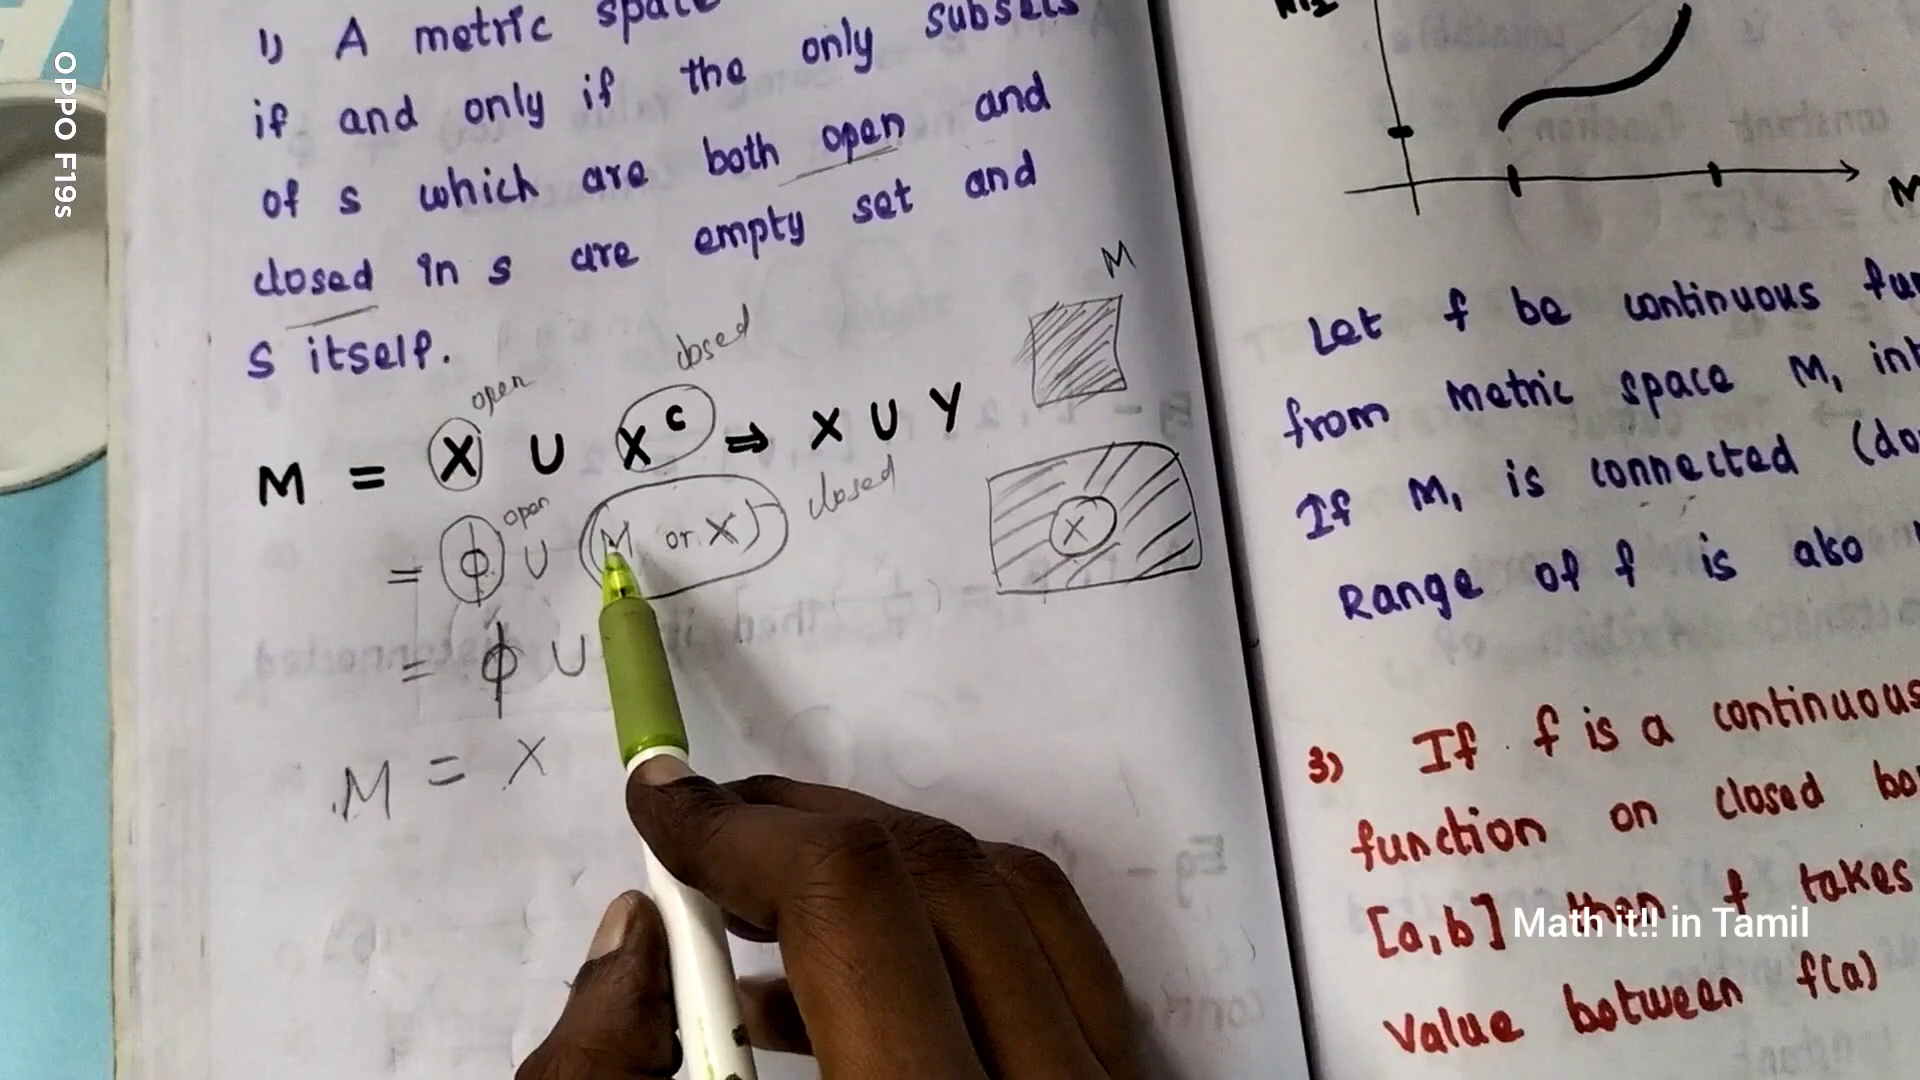 OPPO F19s
1) A metric space
if and only if the only subsets
of s which are both open and
closed in s are empty set and
S itself.
open
closed
M = X ∪ X^c ⇒ X ∪ Y
open
closed
= ϕ ∪ (M or X)
= ϕ ∪
M = X
M
X
Let f be continuous
from metric space M,
If M, is connected
Range of f is also
3) If f is a continuous
function on closed
[a,b] then f takes
Value between f(a)
Math it!! in Tamil